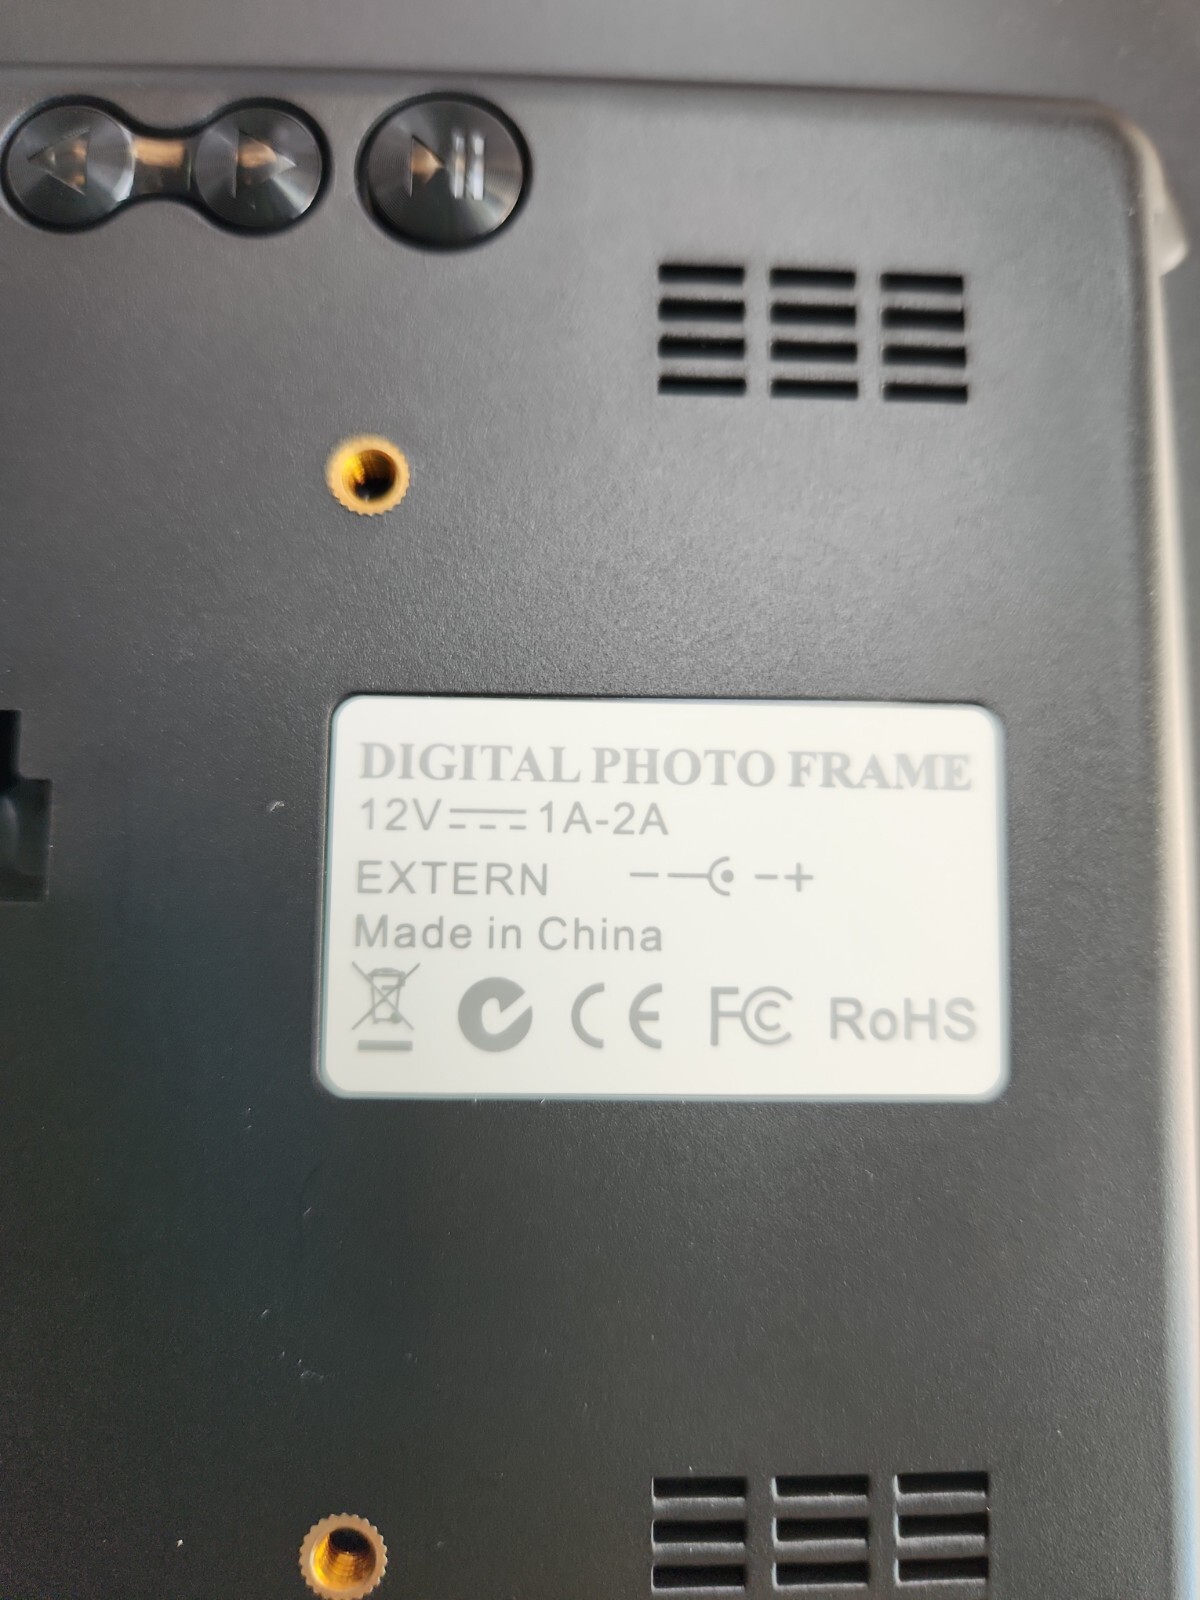 DIGITAL PHOTO FRAME
12V⎓1A-2A
EXTERN
Made in China
CE FC RoHS